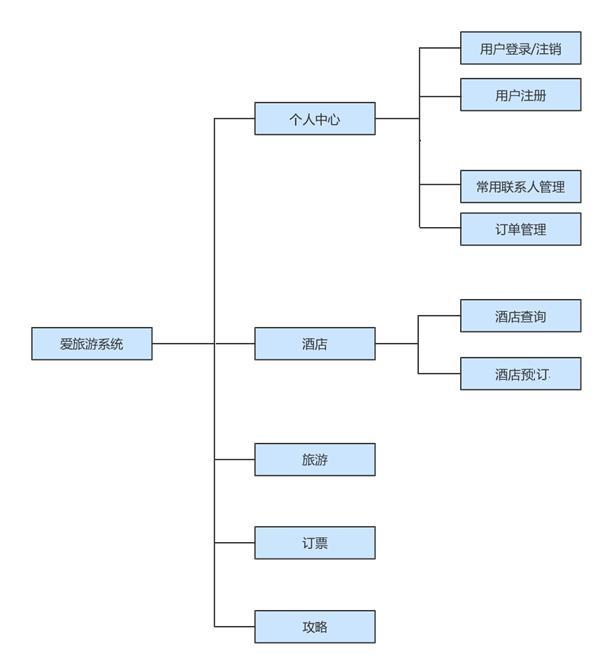 用户登录/注销
用户注册
个人中心
常用联系人管理
订单管理
酒店查询
爱旅游系统
酒店
酒店预订
旅游
订票
攻略